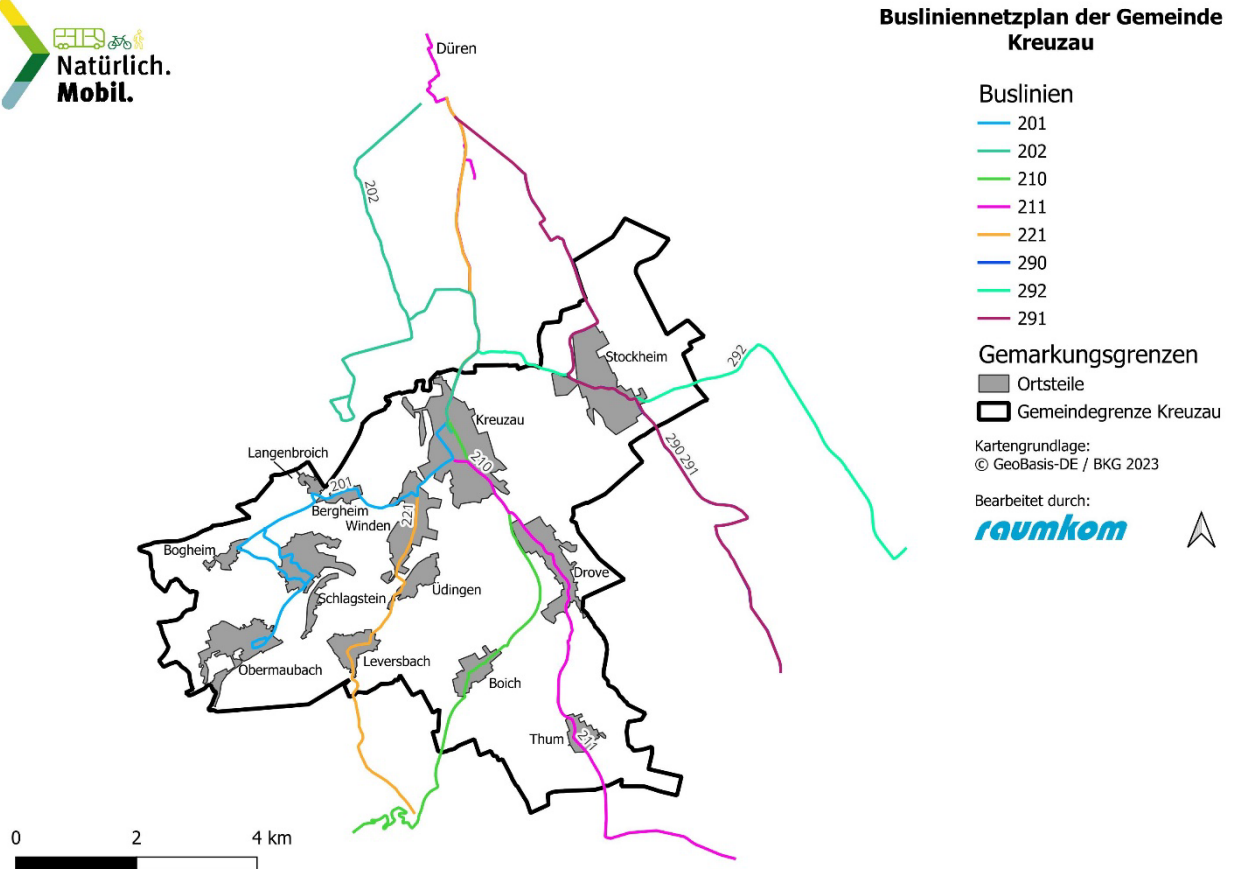 Natürlich.
Mobil.
Busliniennetzplan der Gemeinde
Kreuzau
Buslinien
201
202
210
211
221
290
292
291
Gemarkungsgrenzen
Ortsteile
Gemeindegrenze Kreuzau
Kartengrundlage:
© GeoBasis-DE / BKG 2023
Bearbeitet durch:
raumkom
Düren
202
Stockheim
292
Kreuzau
290 291
Langenbroich
210
201
Bergheim
221
Winden
Bogheim
Drove
Üdingen
Schlagstein
Leversbach
Obermaubach
Boich
Thum
211
0 2 4 km